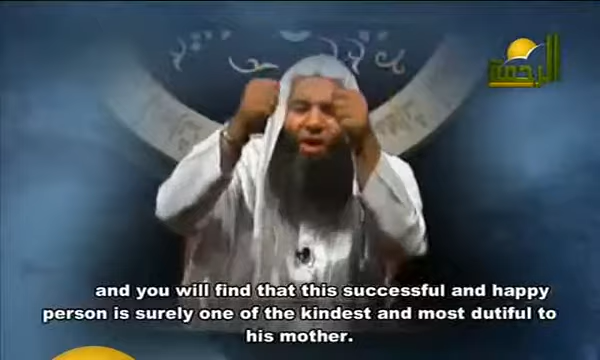 الرحمة
and you will find that this successful and happy
person is surely one of the kindest and most dutiful to
his mother.